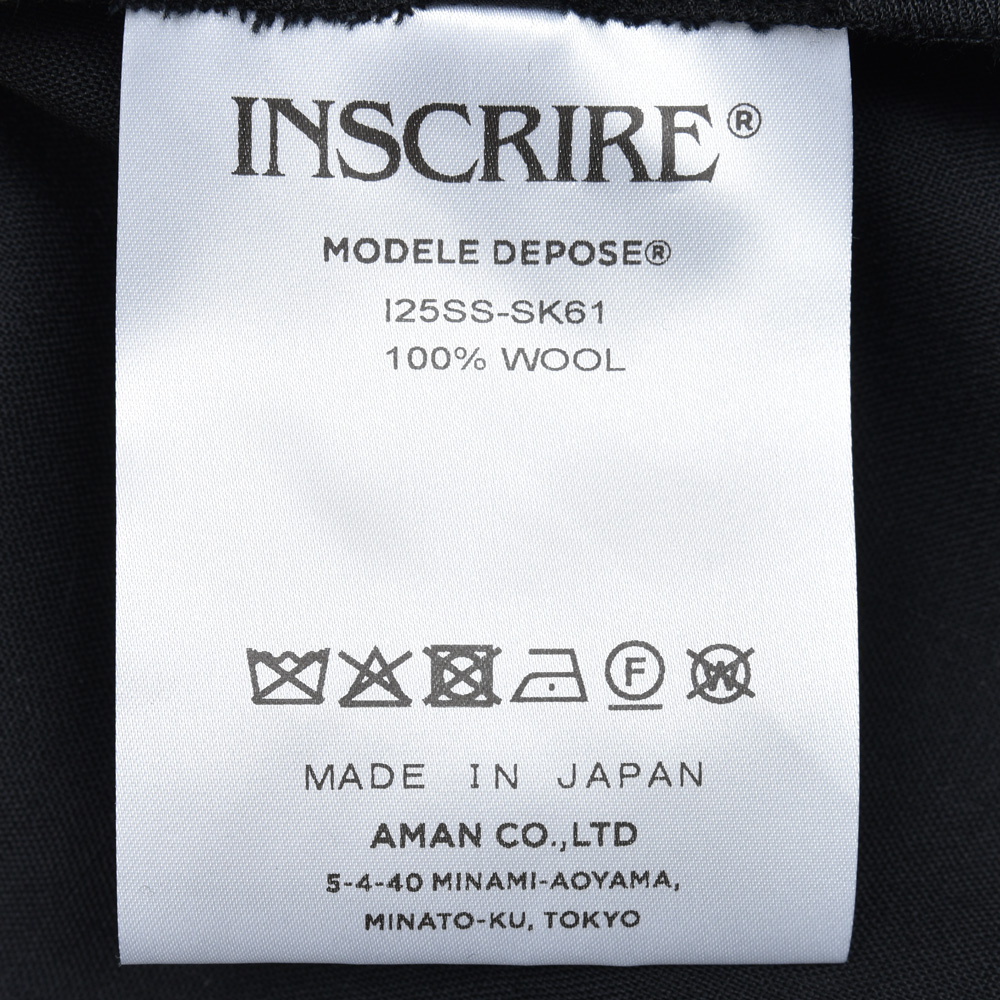 INSCRIRE®
MODELE DEPOSE®
I25SS-SK61
100% WOOL
F W
MADE IN JAPAN
AMAN CO.,LTD
5-4-40 MINAMI-AOYAMA,
MINATO-KU, TOKYO